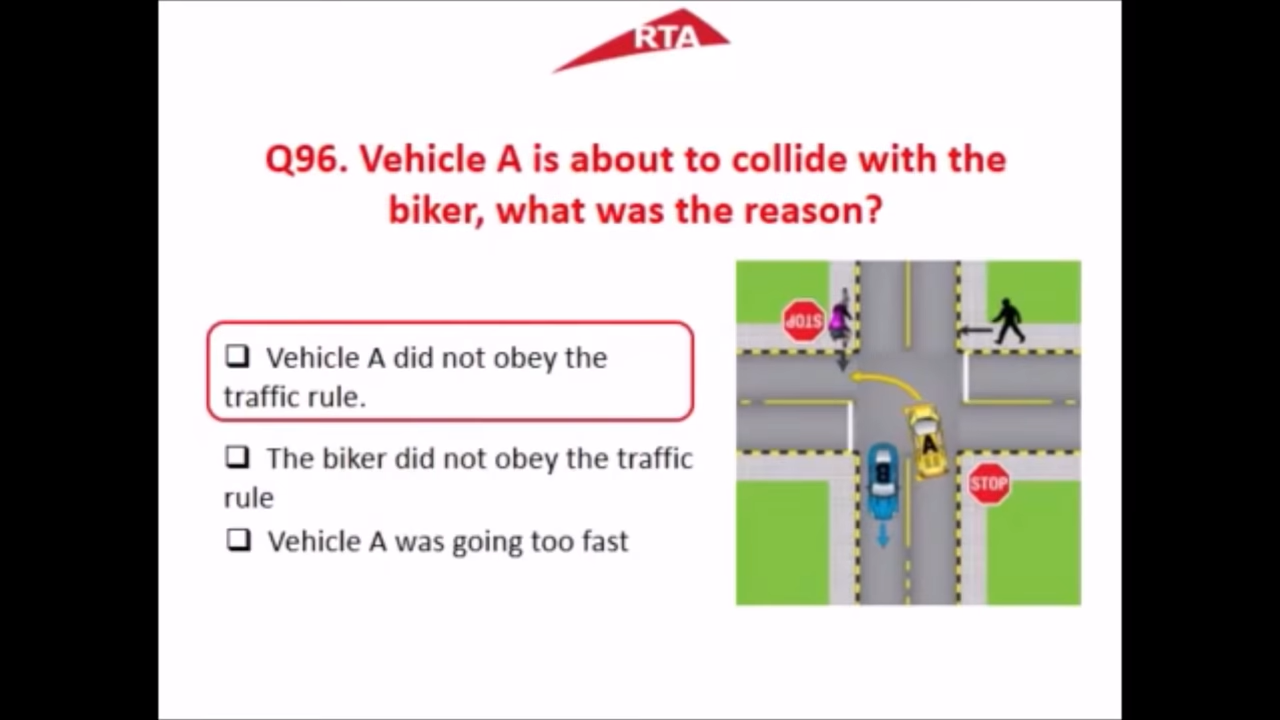 RTA
Q96. Vehicle A is about to collide with the
biker, what was the reason?
Vehicle A did not obey the
traffic rule.
The biker did not obey the traffic
rule
Vehicle A was going too fast
STOP
A
B
STOP